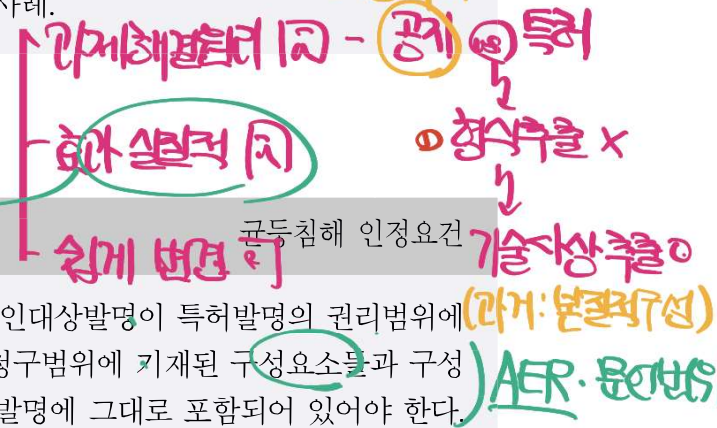 사례.
과제해결원리 同 - 공지 vs 특허
효과 실질적 同
① 형식추출 X
균등침해 인정요건
쉽게 변경 可
기술사상 추출 O
인대상발명이 특허발명의 권리범위에
(과거: 본질적구성)
청구범위에 기재된 구성요소들과 구성
AER · 문언범위
발명에 그대로 포함되어 있어야 한다.